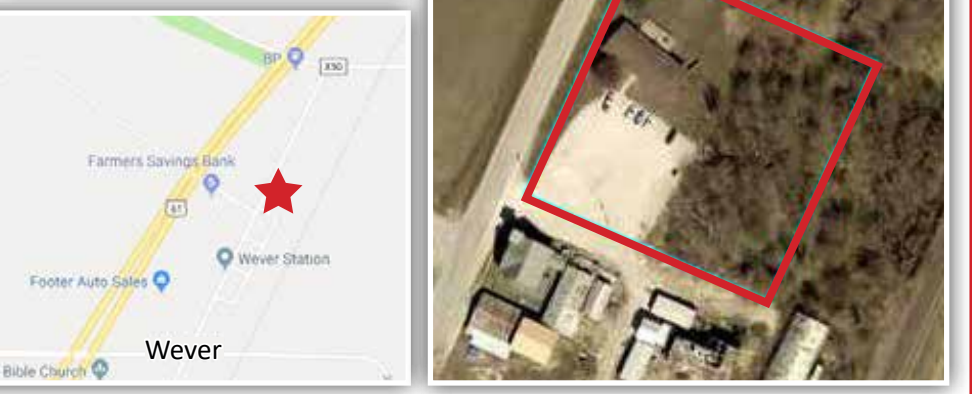 BP
X50
Farmers Savings Bank
61
Wever Station
Footer Auto Sales
Wever
Bible Church